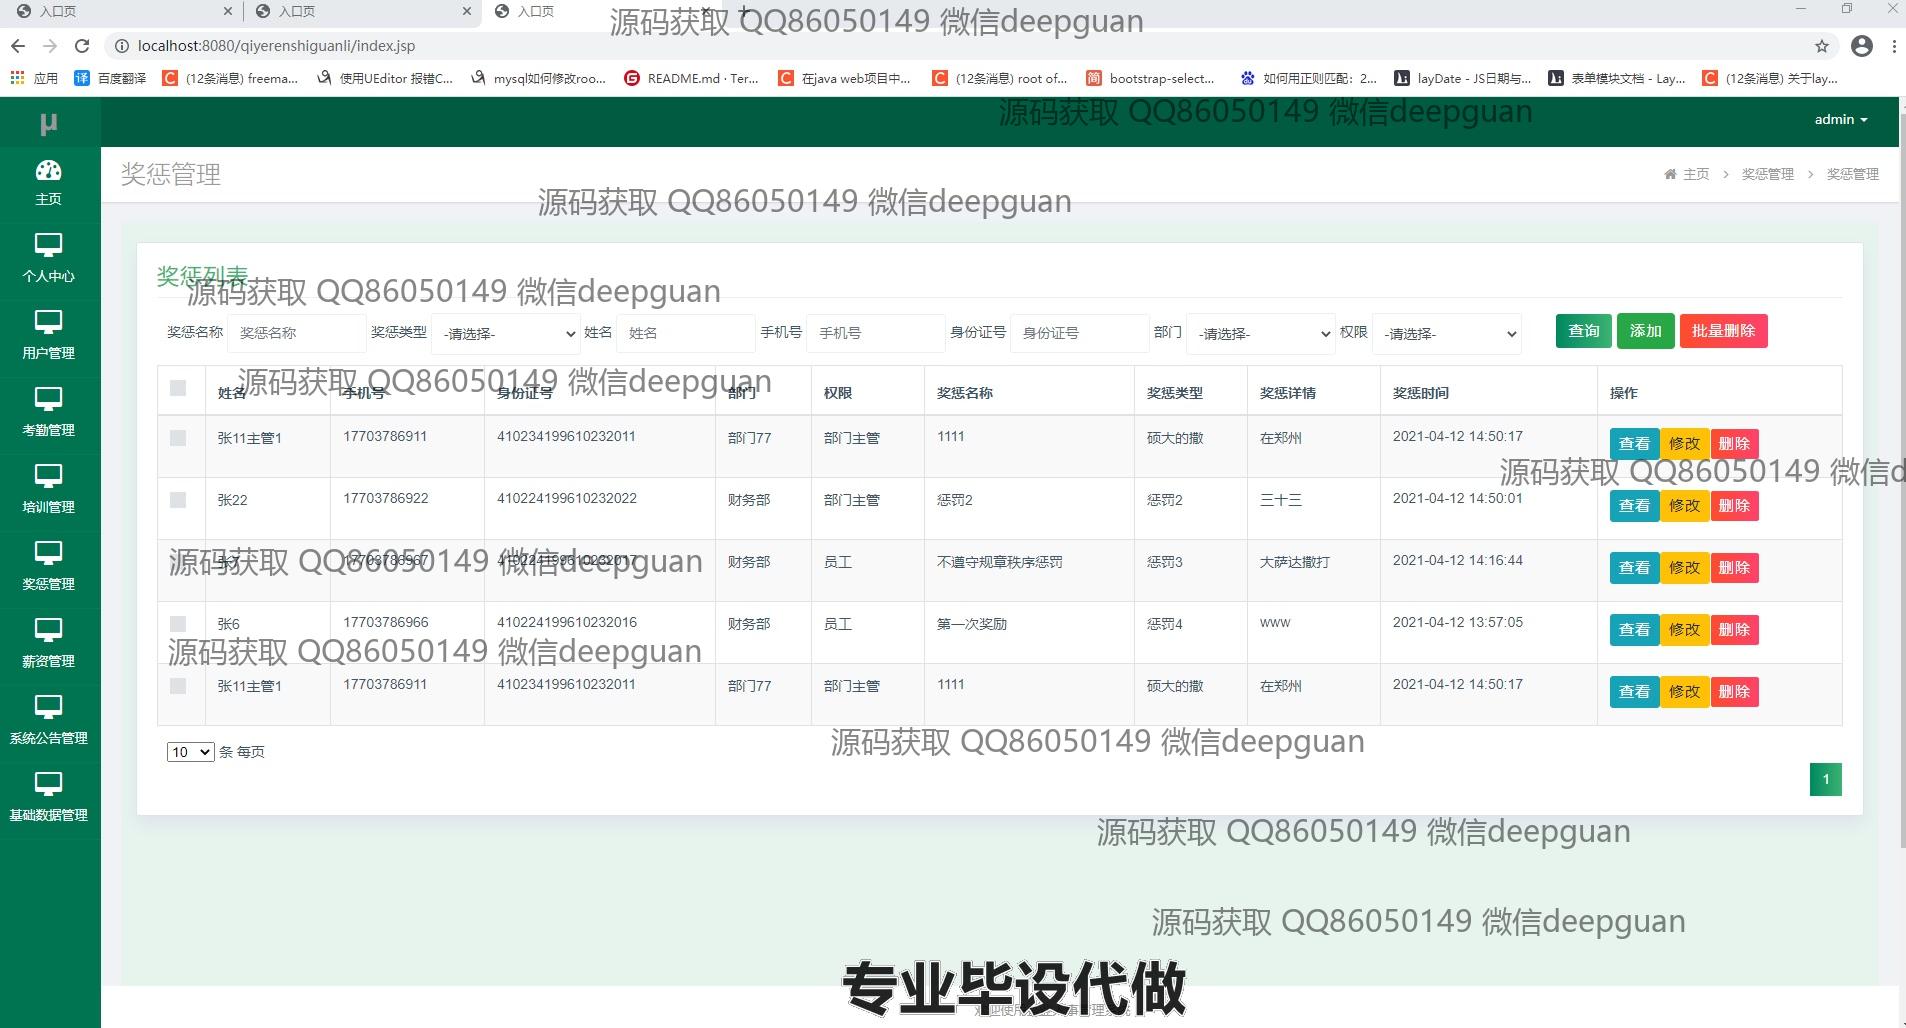 入口页 入口页 入口页
源码获取 QQ86050149 微信deepguan
localhost:8080/qiyerenshiguanli/index.jsp
应用 百度翻译 (12条消息) freema... 使用UEditor 报错C... mysql如何修改roo... README.md · Ter... 在java web项目中... (12条消息) root of... bootstrap-select... 如何用正则匹配：2... layDate - JS日期与... 表单模块文档 - Lay... (12条消息) 关于lay...
源码获取 QQ86050149 微信deepguan
μ admin
主页
个人中心
用户管理
考勤管理
培训管理
奖惩管理
薪资管理
系统公告管理
基础数据管理
奖惩管理 主页 > 奖惩管理 > 奖惩管理
源码获取 QQ86050149 微信deepguan
奖惩列表
源码获取 QQ86050149 微信deepguan
奖惩名称 奖惩名称 奖惩类型 -请选择- 姓名 姓名 手机号 手机号 身份证号 身份证号 部门 -请选择- 权限 -请选择- 查询 添加 批量删除
源码获取 QQ86050149 微信deepguan
姓名 手机号 身份证号 部门 权限 奖惩名称 奖惩类型 奖惩详情 奖惩时间 操作
张11主管1 17703786911 410234199610232011 部门77 部门主管 1111 硕大的撒 在郑州 2021-04-12 14:50:17 查看 修改 删除
源码获取 QQ86050149 微信d
张22 17703786922 410224199610232022 财务部 部门主管 惩罚2 惩罚2 三十三 2021-04-12 14:50:01 查看 修改 删除
源码获取 QQ86050149 微信deepguan
张7 17703786967 410224199610232017 财务部 员工 不遵守规章秩序惩罚 惩罚3 大萨达撒打 2021-04-12 14:16:44 查看 修改 删除
张6 17703786966 410224199610232016 财务部 员工 第一次奖励 惩罚4 www 2021-04-12 13:57:05 查看 修改 删除
源码获取 QQ86050149 微信deepguan
张11主管1 17703786911 410234199610232011 部门77 部门主管 1111 硕大的撒 在郑州 2021-04-12 14:50:17 查看 修改 删除
源码获取 QQ86050149 微信deepguan
10 条 每页
1
源码获取 QQ86050149 微信deepguan
源码获取 QQ86050149 微信deepguan
专业毕设代做